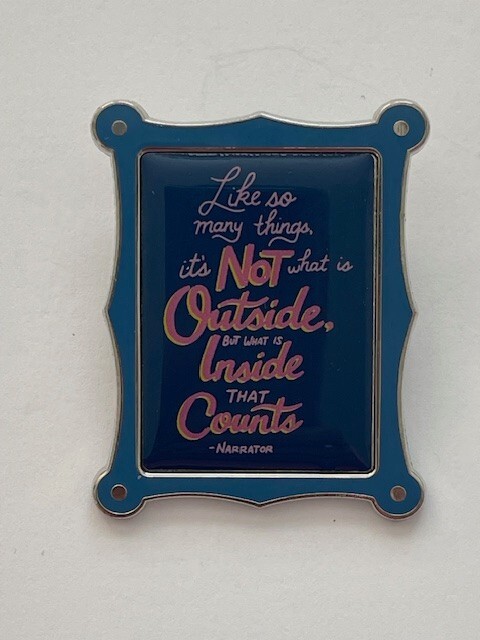 Like so
many things,
it's NOT what is
Outside,
BUT WHAT IS
Inside
THAT
Counts
-NARRATOR